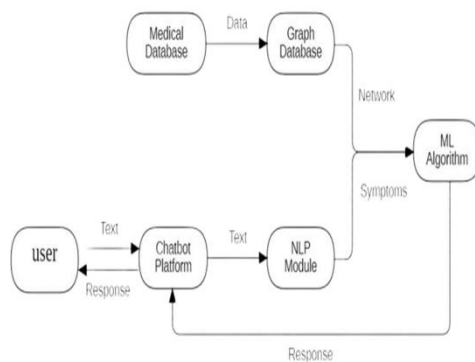 Medical
Database
Data
Graph
Database
Network
ML
Algorithm
Symptoms
user
Text
Response
Chatbot
Platform
Text
NLP
Module
Response